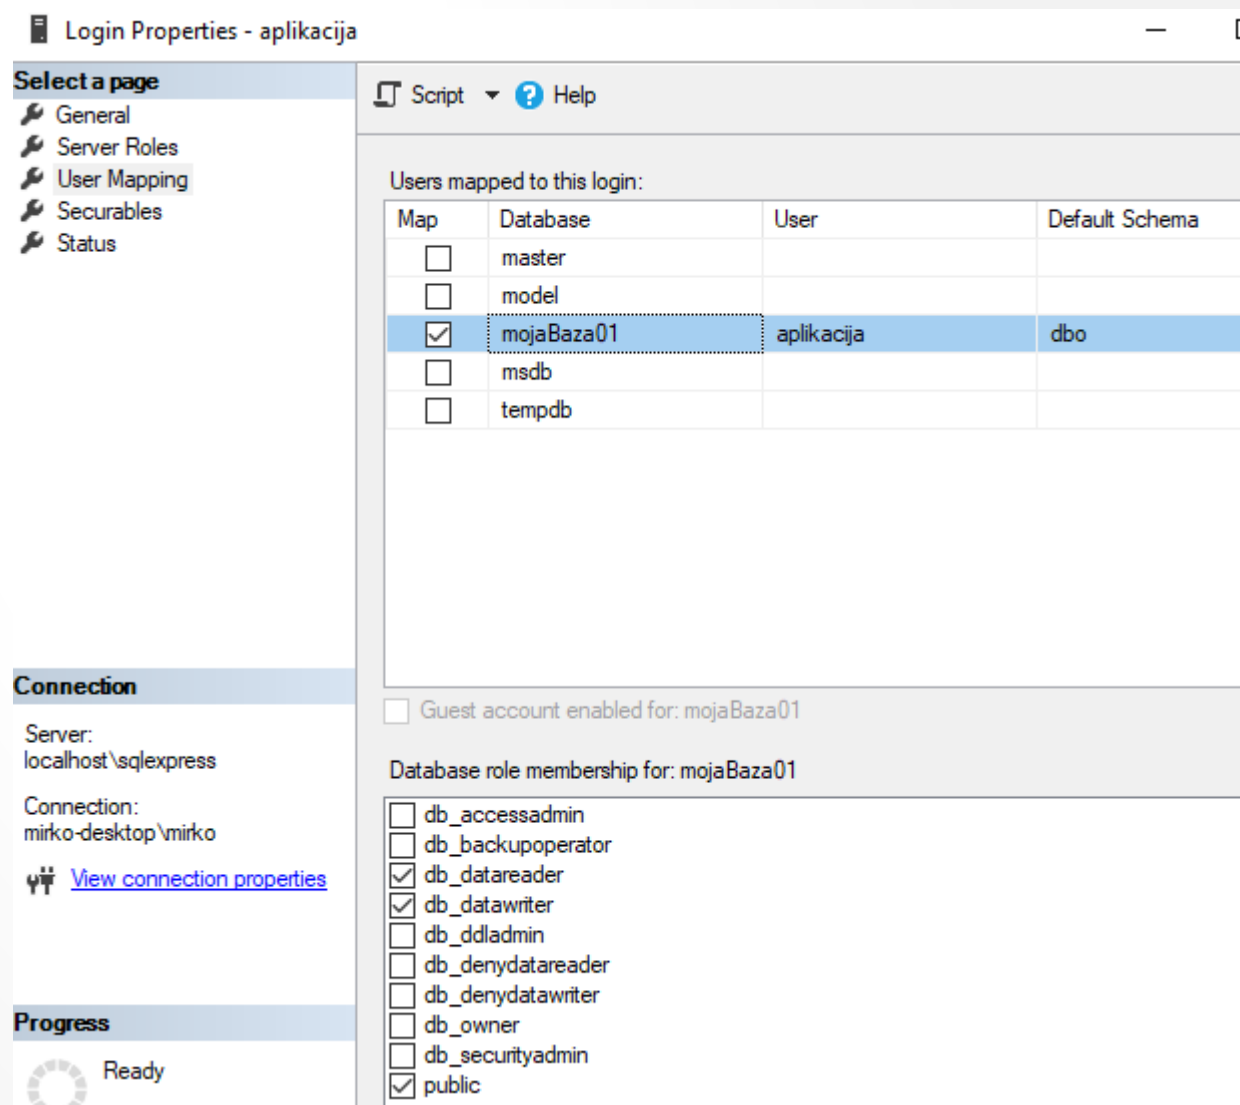 Login Properties - aplikacija
Select a page
General
Server Roles
User Mapping
Securables
Status
Script
Help
Users mapped to this login:
Map Database User Default Schema
master
model
mojaBaza01 aplikacija dbo
msdb
tempdb
Guest account enabled for: mojaBaza01
Database role membership for: mojaBaza01
db_accessadmin
db_backupoperator
db_datareader
db_datawriter
db_ddladmin
db_denydatareader
db_denydatawriter
db_owner
db_securityadmin
public
Connection
Server:
localhost\sqlexpress
Connection:
mirko-desktop\mirko
View connection properties
Progress
Ready